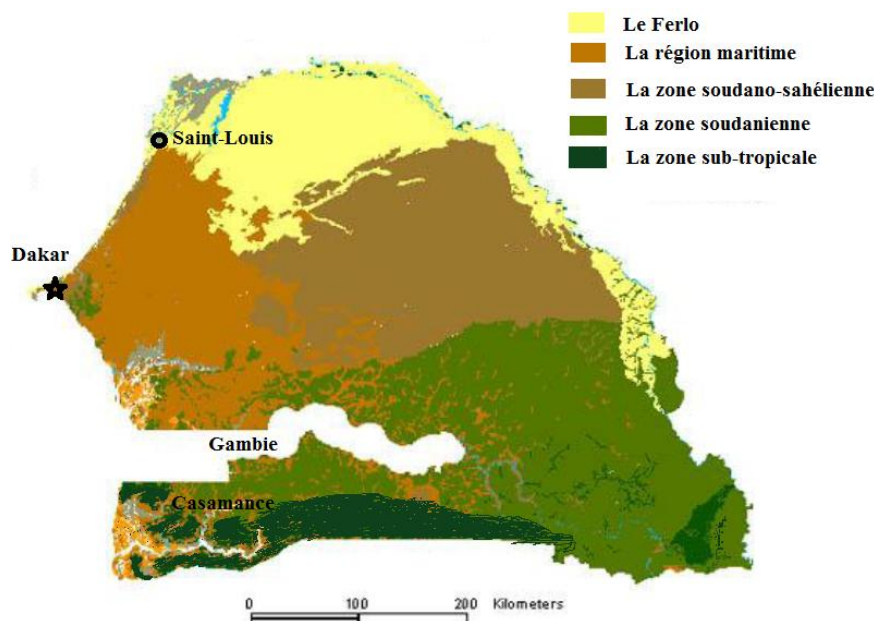 Le Ferlo
La région maritime
La zone soudano-sahélienne
La zone soudanienne
La zone sub-tropicale
Saint-Louis
Dakar
Gambie
Casamance
0 100 200 Kilometers